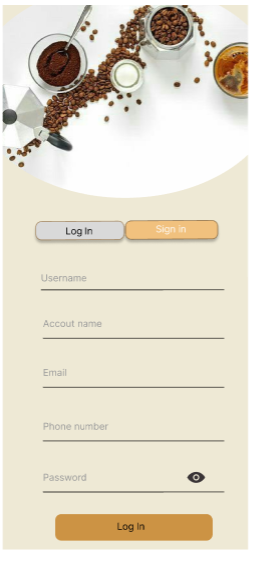 Log In
Sign in
Username
Accout name
Email
Phone number
Password
Log In